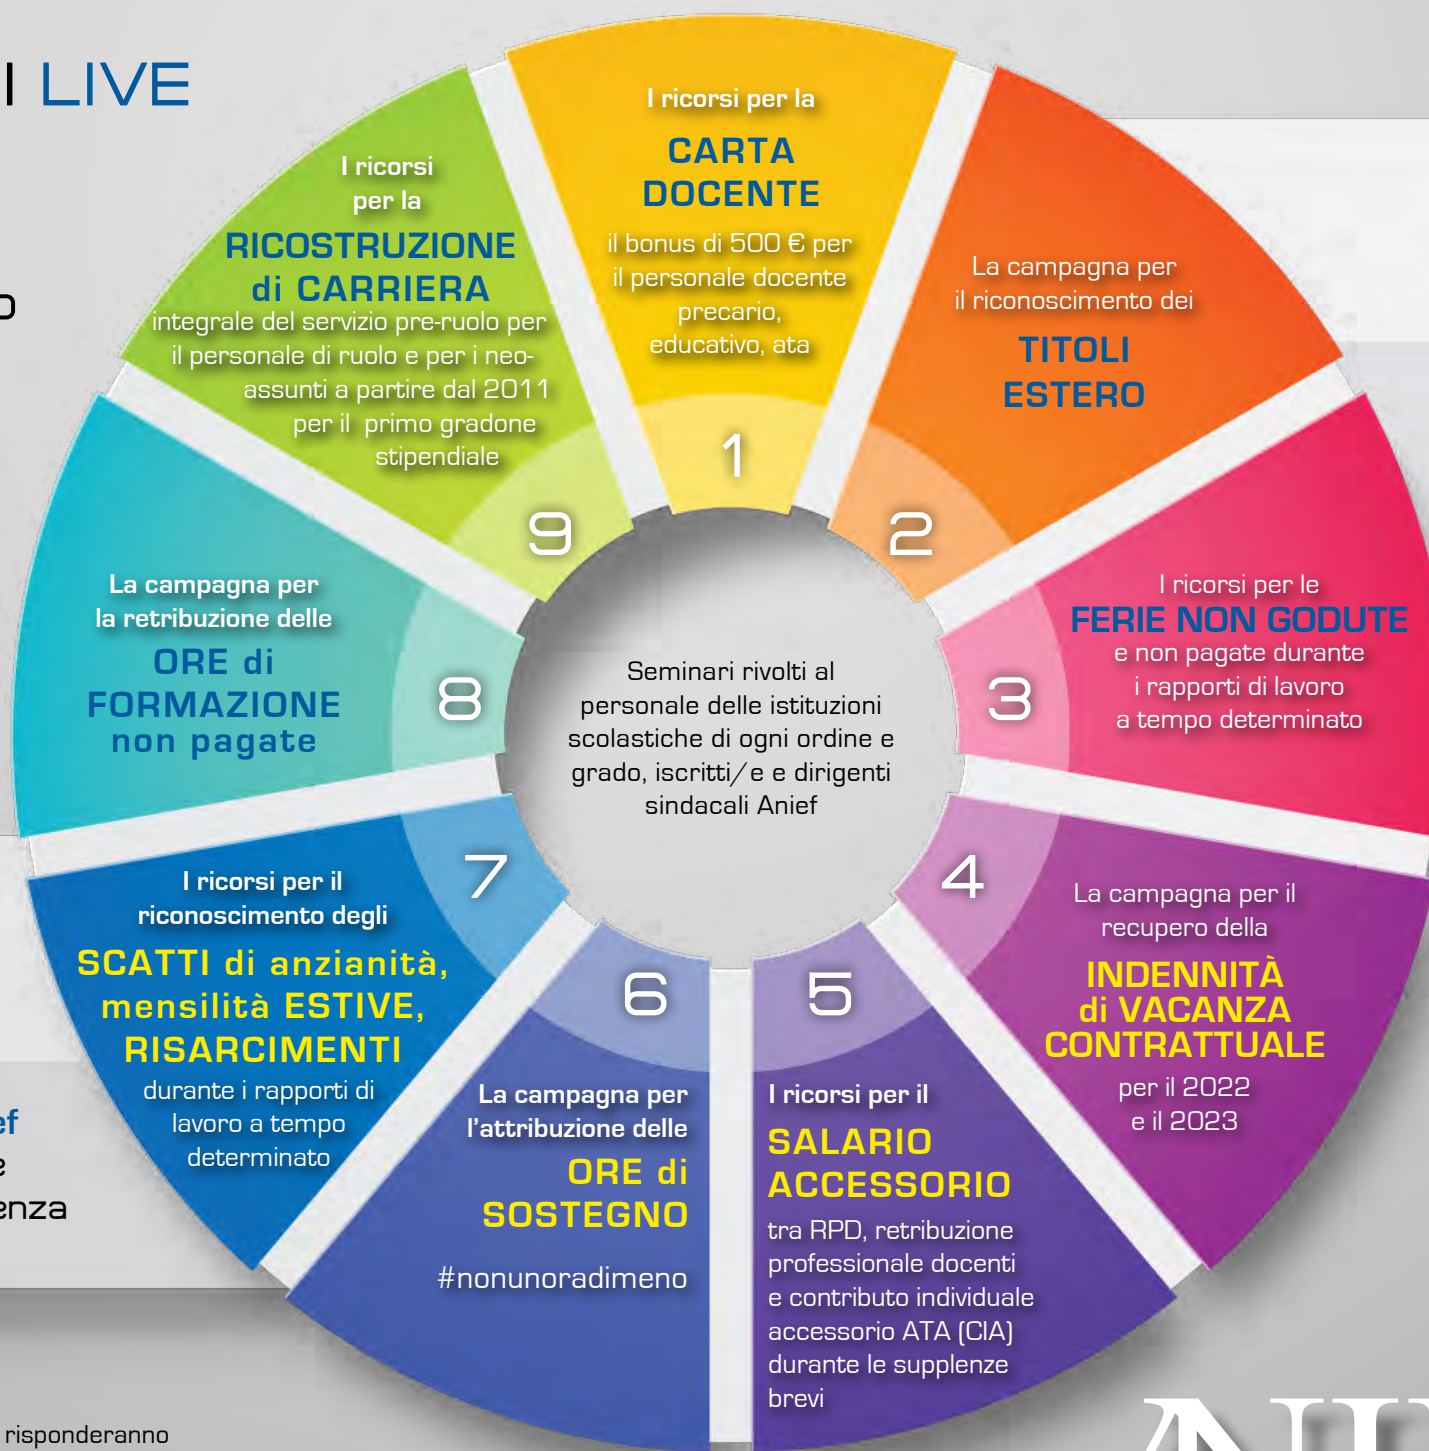 I LIVE
I ricorsi per la
CARTA
DOCENTE
il bonus di 500 € per
il personale docente
precario,
educativo, ata
1
La campagna per
il riconoscimento dei
TITOLI
ESTERO
2
I ricorsi per le
FERIE NON GODUTE
e non pagate durante
i rapporti di lavoro
a tempo determinato
3
La campagna per il
recupero della
INDENNITÀ
di VACANZA
CONTRATTUALE
per il 2022
e il 2023
4
I ricorsi per il
SALARIO
ACCESSORIO
tra RPD, retribuzione
professionale docenti
e contributo individuale
accessorio ATA (CIA)
durante le supplenze
brevi
5
La campagna per
l'attribuzione delle
ORE di
SOSTEGNO
#nonunoradimeno
6
I ricorsi per il
riconoscimento degli
SCATTI di anzianità,
mensilità ESTIVE,
RISARCIMENTI
durante i rapporti di
lavoro a tempo
determinato
7
La campagna per
la retribuzione delle
ORE di
FORMAZIONE
non pagate
8
I ricorsi
per la
RICOSTRUZIONE
di CARRIERA
integrale del servizio pre-ruolo per
il personale di ruolo e per i neo-
assunti a partire dal 2011
per il primo gradone
stipendiale
9
Seminari rivolti al
personale delle istituzioni
scolastiche di ogni ordine e
grado, iscritti/e e dirigenti
sindacali Anief
o
ef
e
enza
risponderanno